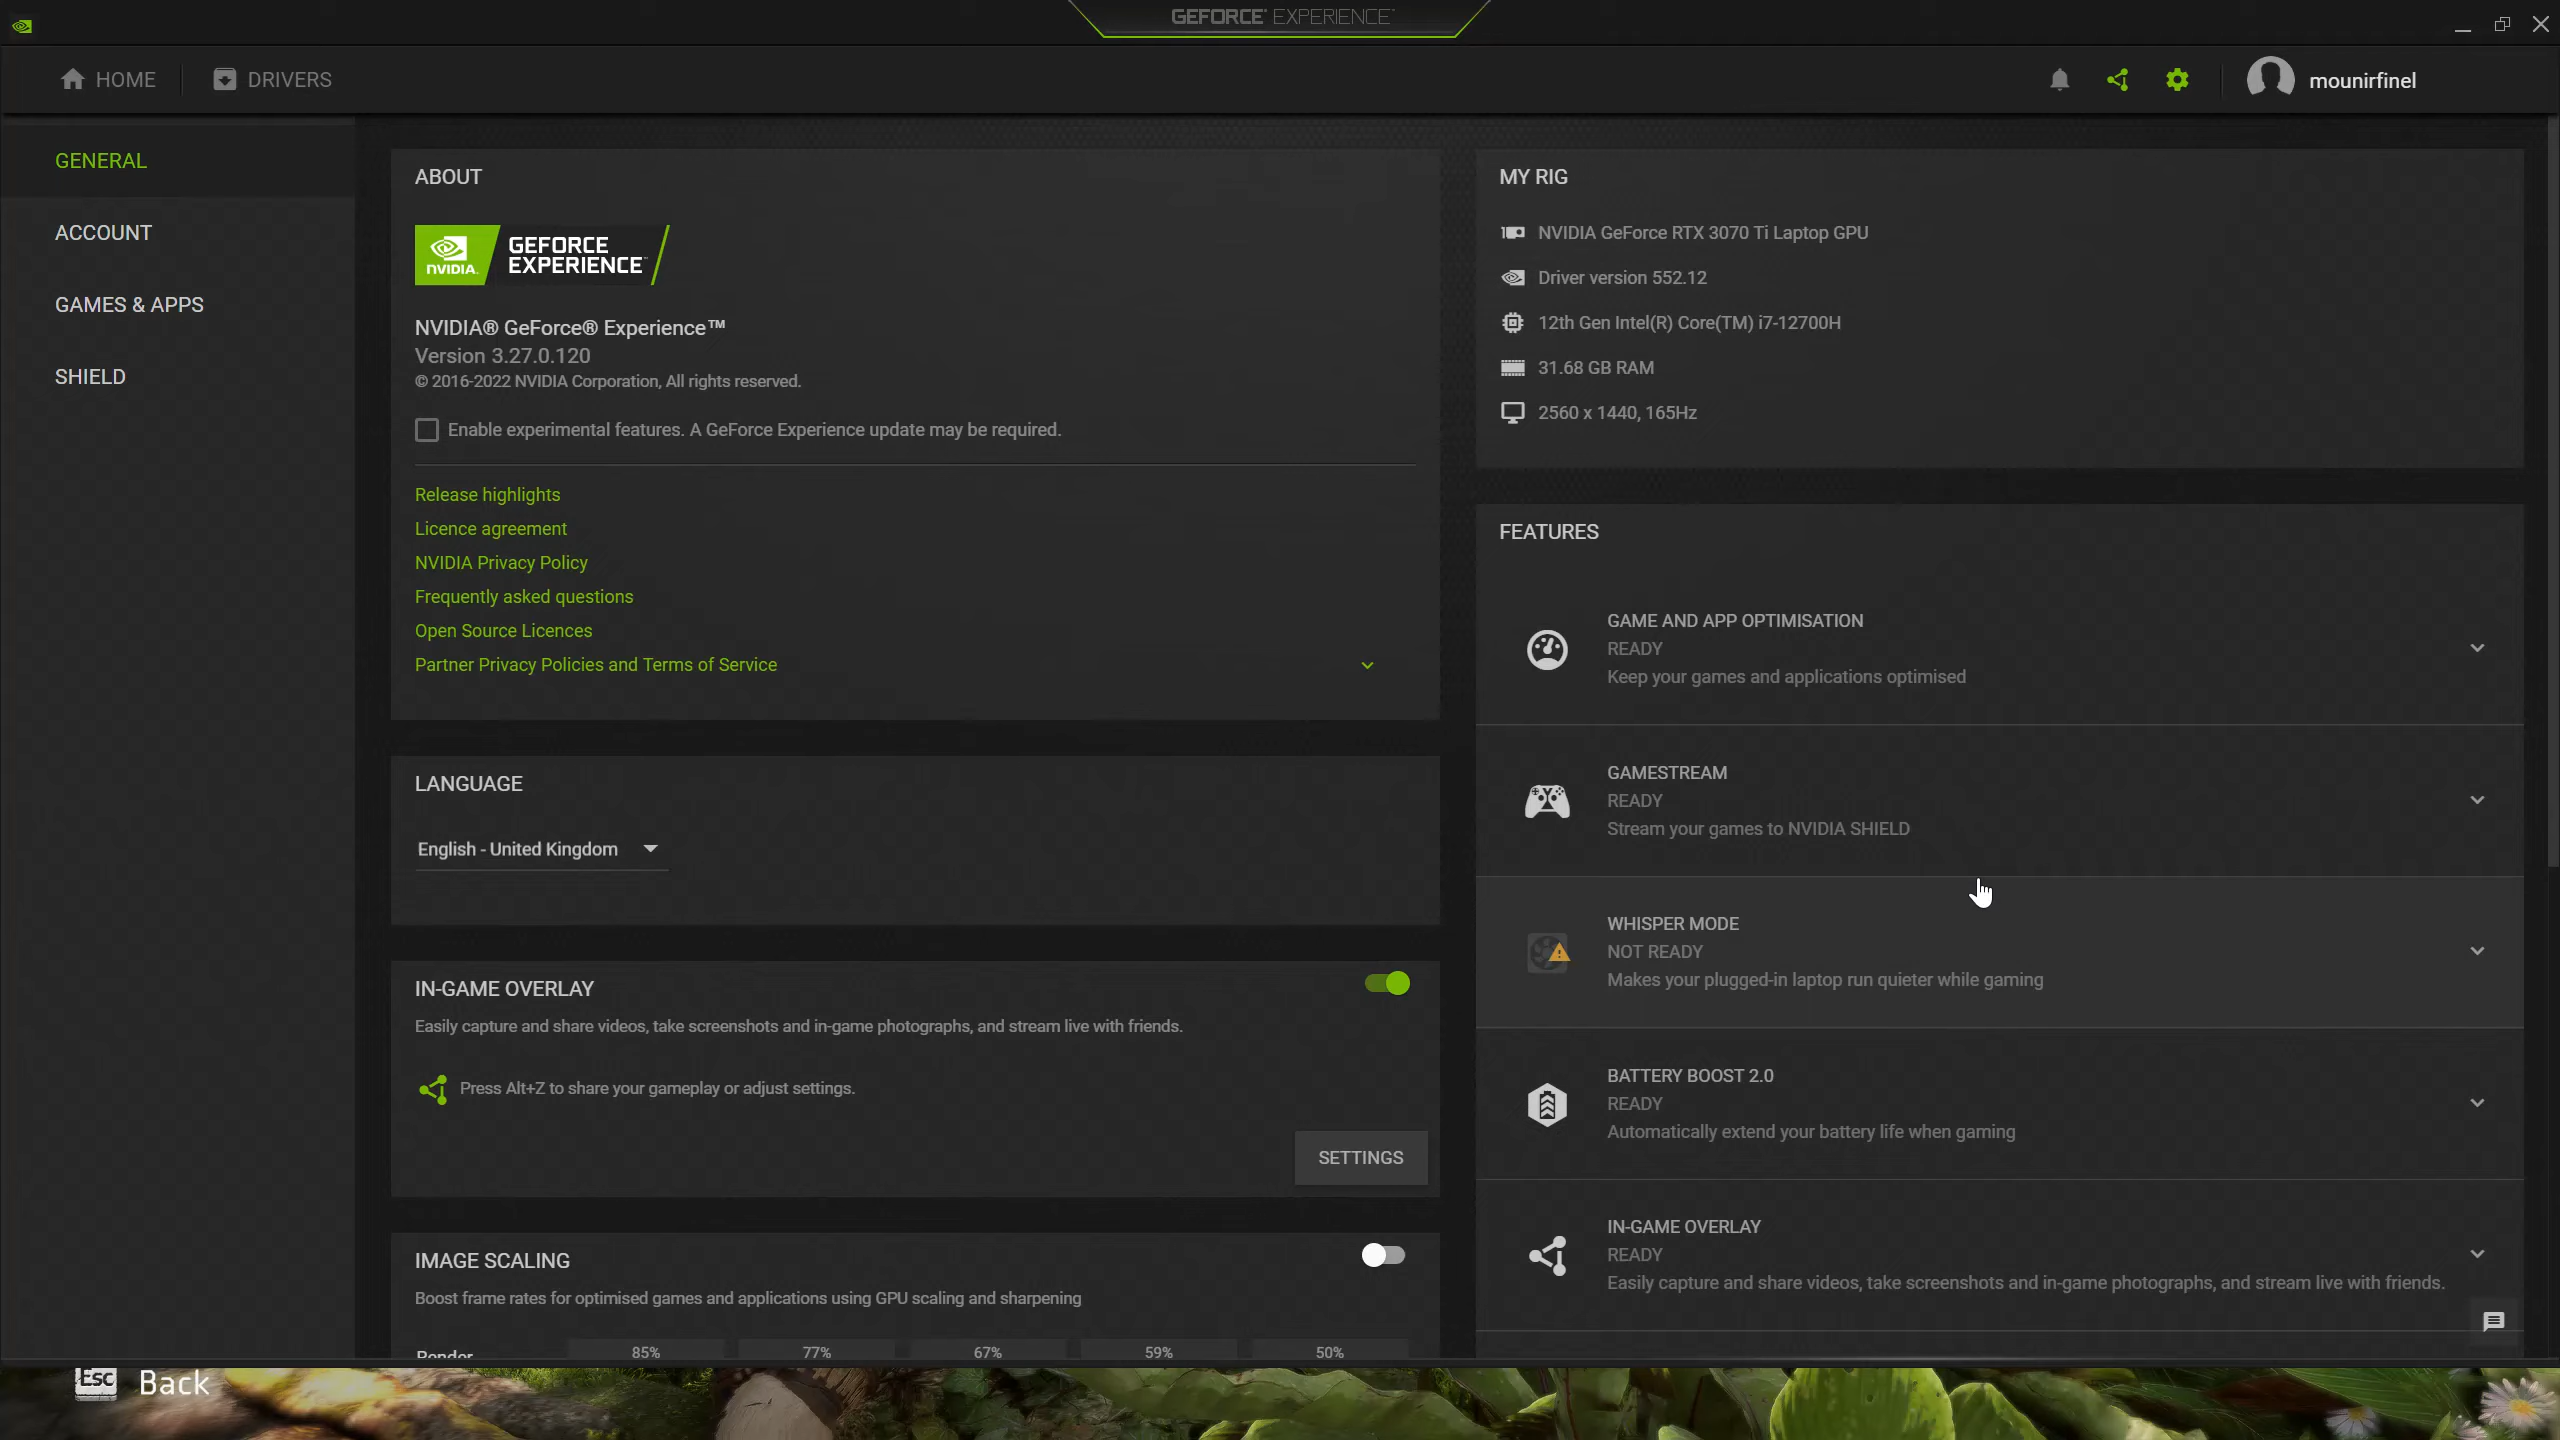 GEFORCE® EXPERIENCE™
HOME
DRIVERS
mounirfinel
GENERAL
ACCOUNT
GAMES & APPS
SHIELD
ABOUT
NVIDIA.
GEFORCE
EXPERIENCE™
NVIDIA® GeForce® Experience™
Version 3.27.0.120
© 2016-2022 NVIDIA Corporation, All rights reserved.
Enable experimental features. A GeForce Experience update may be required.
Release highlights
Licence agreement
NVIDIA Privacy Policy
Frequently asked questions
Open Source Licences
Partner Privacy Policies and Terms of Service
LANGUAGE
English - United Kingdom
IN-GAME OVERLAY
Easily capture and share videos, take screenshots and in-game photographs, and stream live with friends.
Press Alt+Z to share your gameplay or adjust settings.
SETTINGS
IMAGE SCALING
Boost frame rates for optimised games and applications using GPU scaling and sharpening
Render
85%
77%
67%
59%
50%
MY RIG
NVIDIA GeForce RTX 3070 Ti Laptop GPU
Driver version 552.12
12th Gen Intel(R) Core(TM) i7-12700H
31.68 GB RAM
2560 x 1440, 165Hz
FEATURES
GAME AND APP OPTIMISATION
READY
Keep your games and applications optimised
GAMESTREAM
READY
Stream your games to NVIDIA SHIELD
WHISPER MODE
NOT READY
Makes your plugged-in laptop run quieter while gaming
BATTERY BOOST 2.0
READY
Automatically extend your battery life when gaming
IN-GAME OVERLAY
READY
Easily capture and share videos, take screenshots and in-game photographs, and stream live with friends.
Esc Back